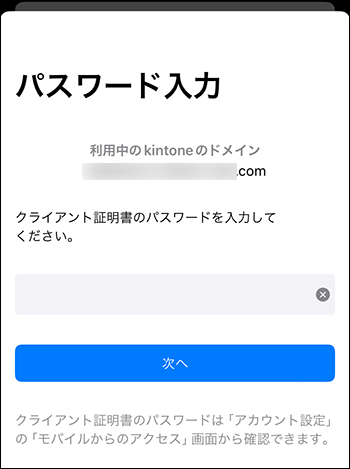 パスワード入力
利用中のkintoneのドメイン
.com
クライアント証明書のパスワードを入力して
ください。
次へ
クライアント証明書のパスワードは「アカウント設定」
の「モバイルからのアクセス」画面から確認できます。